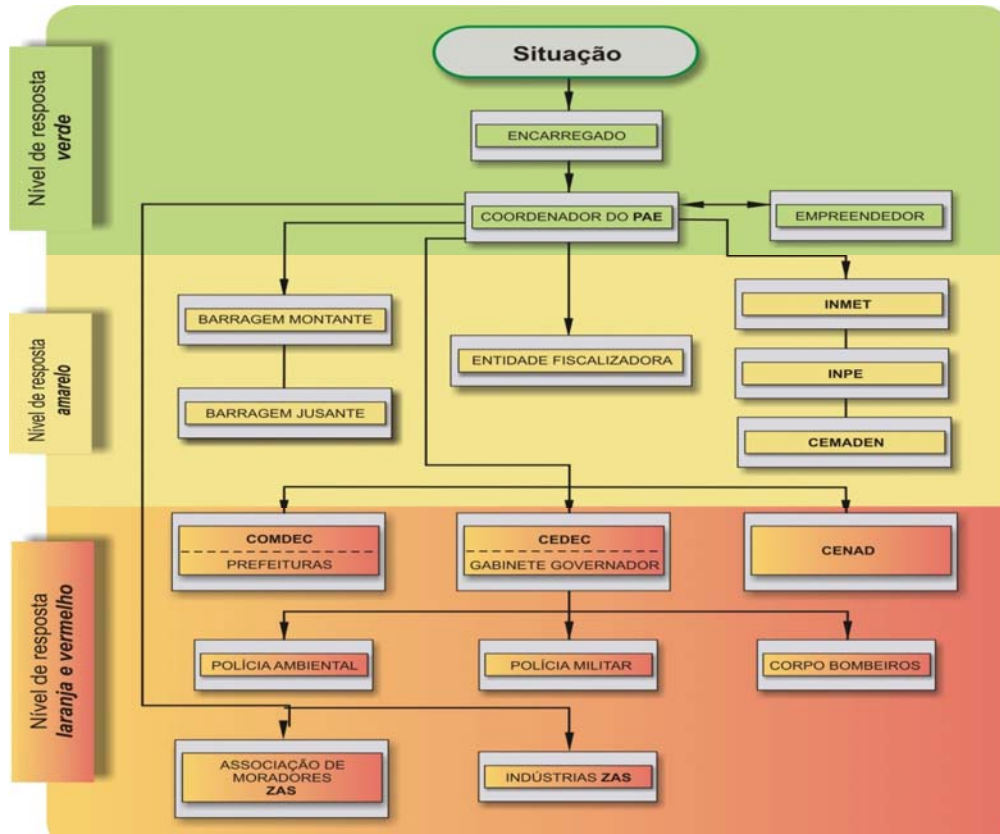 Situação
Nível de resposta
verde
ENCARREGADO
COORDENADOR DO PAE
EMPREENDEDOR
Nível de resposta
amarelo
BARRAGEM MONTANTE
BARRAGEM JUSANTE
ENTIDADE FISCALIZADORA
INMET
INPE
CEMADEN
Nível de resposta
laranja e vermelho
COMDEC
PREFEITURAS
CEDEC
GABINETE GOVERNADOR
CENAD
POLÍCIA AMBIENTAL
POLÍCIA MILITAR
CORPO BOMBEIROS
ASSOCIAÇÃO DE
MORADORES
ZAS
INDÚSTRIAS ZAS